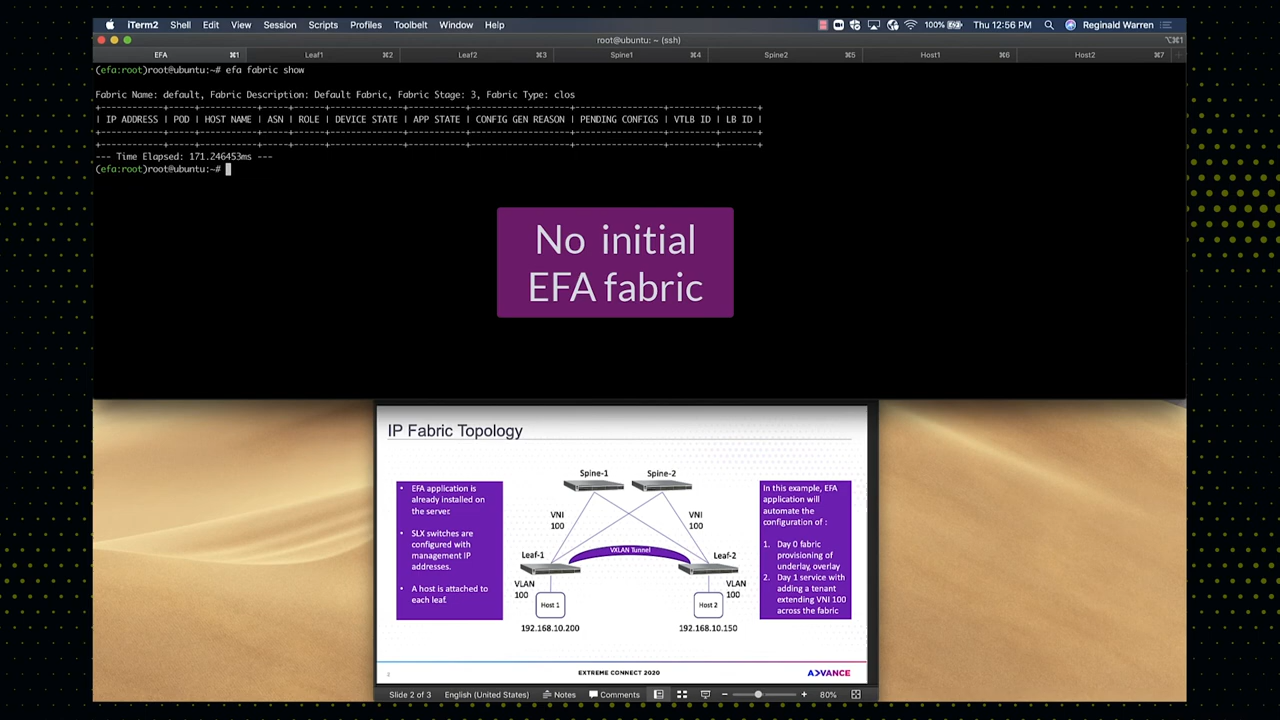 iTerm2 Shell Edit View Session Scripts Profiles Toolbelt Window Help 100% Thu 12:56 PM Reginald Warren
root@ubuntu: ~ (ssh) ⌥⌘1
EFA ⌘1 Leaf1 ⌘2 Leaf2 ⌘3 Spine1 ⌘4 Spine2 ⌘5 Host1 ⌘6 Host2 ⌘7
(efa:root)root@ubuntu:~# efa fabric show
Fabric Name: default, Fabric Description: Default Fabric, Fabric Stage: 3, Fabric Type: clos
| IP ADDRESS | POD | HOST NAME | ASN | ROLE | DEVICE STATE | APP STATE | CONFIG GEN REASON | PENDING CONFIGS | VTLB ID | LB ID |
--- Time Elapsed: 171.246453ms ---
(efa:root)root@ubuntu:~#
No initial
EFA fabric
IP Fabric Topology
• EFA application is
already installed on
the server.
• SLX switches are
configured with
management IP
addresses.
• A host is attached to
each leaf.
Spine-1
Spine-2
VNI
100
VNI
100
Leaf-1
VXLAN Tunnel
Leaf-2
VLAN
100
VLAN
100
Host 1
Host 2
192.168.10.200
192.168.10.150
In this example, EFA
application will
automate the
configuration of :
1. Day 0 fabric
provisioning of
underlay, overlay
2. Day 1 service with
adding a tenant
extending VNI 100
across the fabric
2
EXTREME CONNECT 2020
ADVANCE
Slide 2 of 3 English (United States) Notes Comments 80%